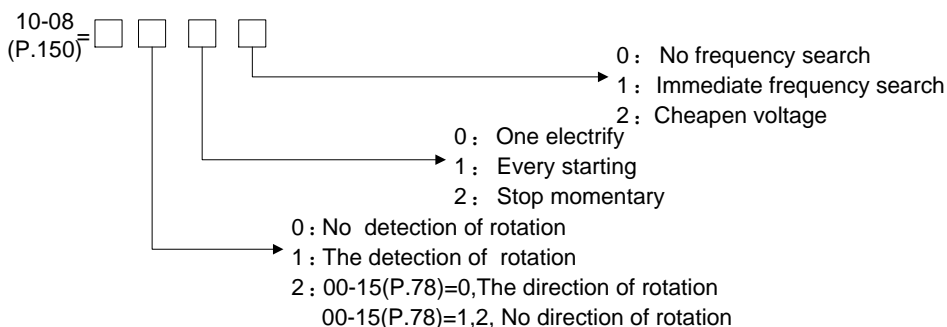 10-08
(P.150)=
0： No frequency search
1： Immediate frequency search
2：Cheapen voltage
0： One electrify
1： Every starting
2： Stop momentary
0：No detection of rotation
1：The detection of rotation
2：00-15(P.78)=0,The direction of rotation
00-15(P.78)=1,2, No direction of rotation